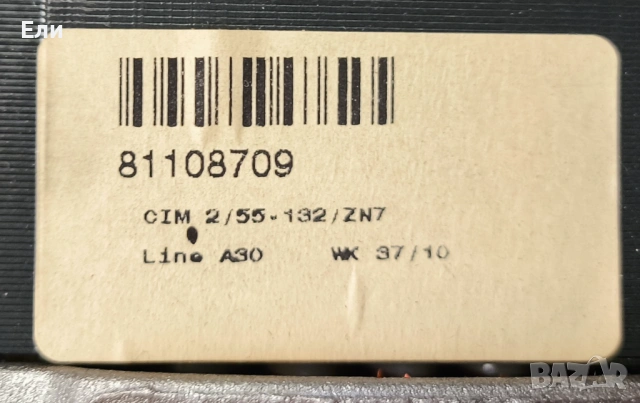 Ели
81108709
CIM 2/55-132/ZN7
Line A30 WK 37/10
BAZAR